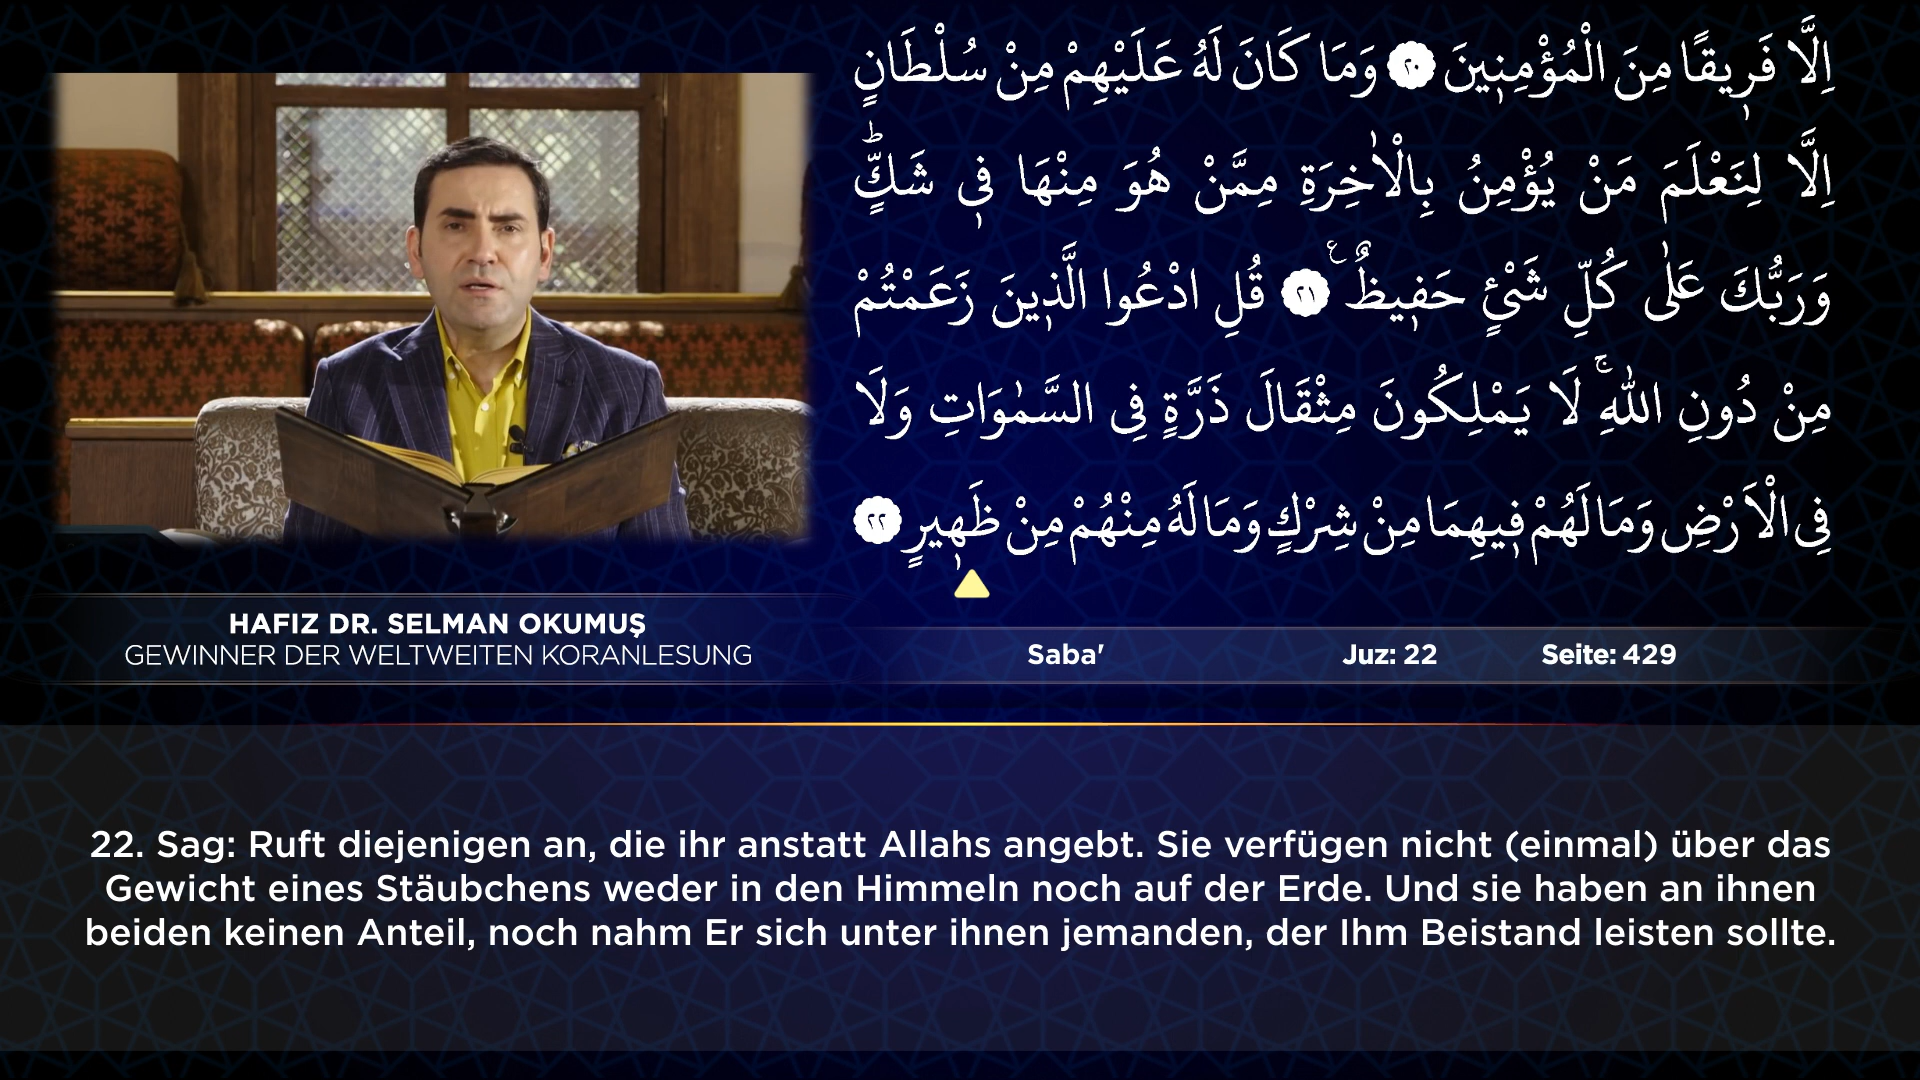 اِلَّا فَر۪يقًا مِنَ الْمُؤْمِن۪ينَ ٢٠ وَمَا كَانَ لَهُ عَلَيْهِمْ مِنْ سُلْطَانٍ
اِلَّا لِنَعْلَمَ مَنْ يُؤْمِنُ بِالْاٰخِرَةِ مِمَّنْ هُوَ مِنْهَا ف۪ي شَكٍّۜ
وَرَبُّكَ عَلٰى كُلِّ شَيْئٍ حَف۪يظٌ۟ ٢١ قُلِ ادْعُوا الَّذ۪ينَ زَعَمْتُمْ
مِنْ دُونِ اللّٰهِۚ لَا يَمْلِكُونَ مِثْقَالَ ذَرَّةٍ فِي السَّمٰوَاتِ وَلَا
فِي الْاَرْضِ وَمَا لَهُمْ ف۪يهِمَا مِنْ شِرْكٍ وَمَا لَهُ مِنْهُمْ مِنْ ظَه۪يرٍ ٢٢
HAFIZ DR. SELMAN OKUMUŞ
GEWINNER DER WELTWEITEN KORANLESUNG
Saba' Juz: 22 Seite: 429
22. Sag: Ruft diejenigen an, die ihr anstatt Allahs angebt. Sie verfügen nicht (einmal) über das
Gewicht eines Stäubchens weder in den Himmeln noch auf der Erde. Und sie haben an ihnen
beiden keinen Anteil, noch nahm Er sich unter ihnen jemanden, der Ihm Beistand leisten sollte.